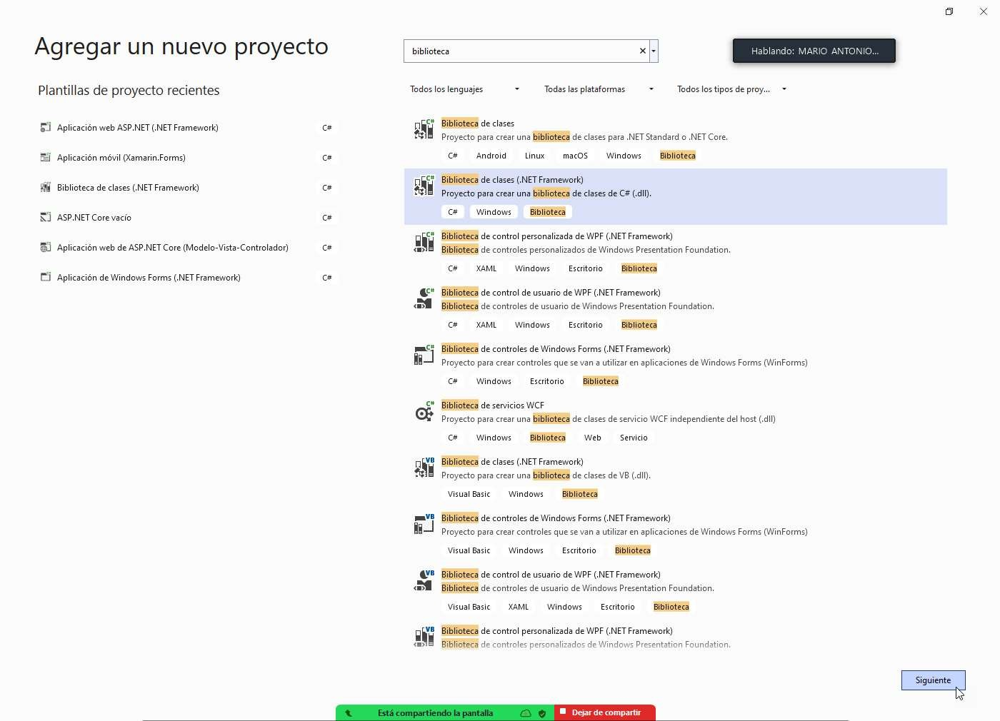 Agregar un nuevo proyecto
biblioteca
Hablando: MARIO ANTONIO...
Plantillas de proyecto recientes
Aplicación web ASP.NET (.NET Framework) C#
Aplicación móvil (Xamarin.Forms) C#
Biblioteca de clases (.NET Framework) C#
ASP.NET Core vacío C#
Aplicación web de ASP.NET Core (Modelo-Vista-Controlador) C#
Aplicación de Windows Forms (.NET Framework) C#
Todos los lenguajes Todas las plataformas Todos los tipos de proy...
Biblioteca de clases
Proyecto para crear una biblioteca de clases para .NET Standard o .NET Core.
C# Android Linux macOS Windows Biblioteca
Biblioteca de clases (.NET Framework)
Proyecto para crear una biblioteca de clases de C# (.dll).
C# Windows Biblioteca
Biblioteca de control personalizada de WPF (.NET Framework)
Biblioteca de controles personalizados de Windows Presentation Foundation.
C# XAML Windows Escritorio Biblioteca
Biblioteca de control de usuario de WPF (.NET Framework)
Biblioteca de controles de usuario de Windows Presentation Foundation.
C# XAML Windows Escritorio Biblioteca
Biblioteca de controles de Windows Forms (.NET Framework)
Proyecto para crear controles que se van a utilizar en aplicaciones de Windows Forms (WinForms)
C# Windows Escritorio Biblioteca
Biblioteca de servicios WCF
Proyecto para crear una biblioteca de clases de servicio WCF independiente del host (.dll)
C# Windows Biblioteca Web Servicio
Biblioteca de clases (.NET Framework)
Proyecto para crear una biblioteca de clases de VB (.dll).
Visual Basic Windows Biblioteca
Biblioteca de controles de Windows Forms (.NET Framework)
Proyecto para crear controles que se van a utilizar en aplicaciones de Windows Forms (WinForms)
Visual Basic Windows Escritorio Biblioteca
Biblioteca de control de usuario de WPF (.NET Framework)
Biblioteca de controles de usuario de Windows Presentation Foundation.
Visual Basic XAML Windows Escritorio Biblioteca
Biblioteca de control personalizada de WPF (.NET Framework)
Biblioteca de controles personalizados de Windows Presentation Foundation.
Siguiente
Está compartiendo la pantalla Dejar de compartir